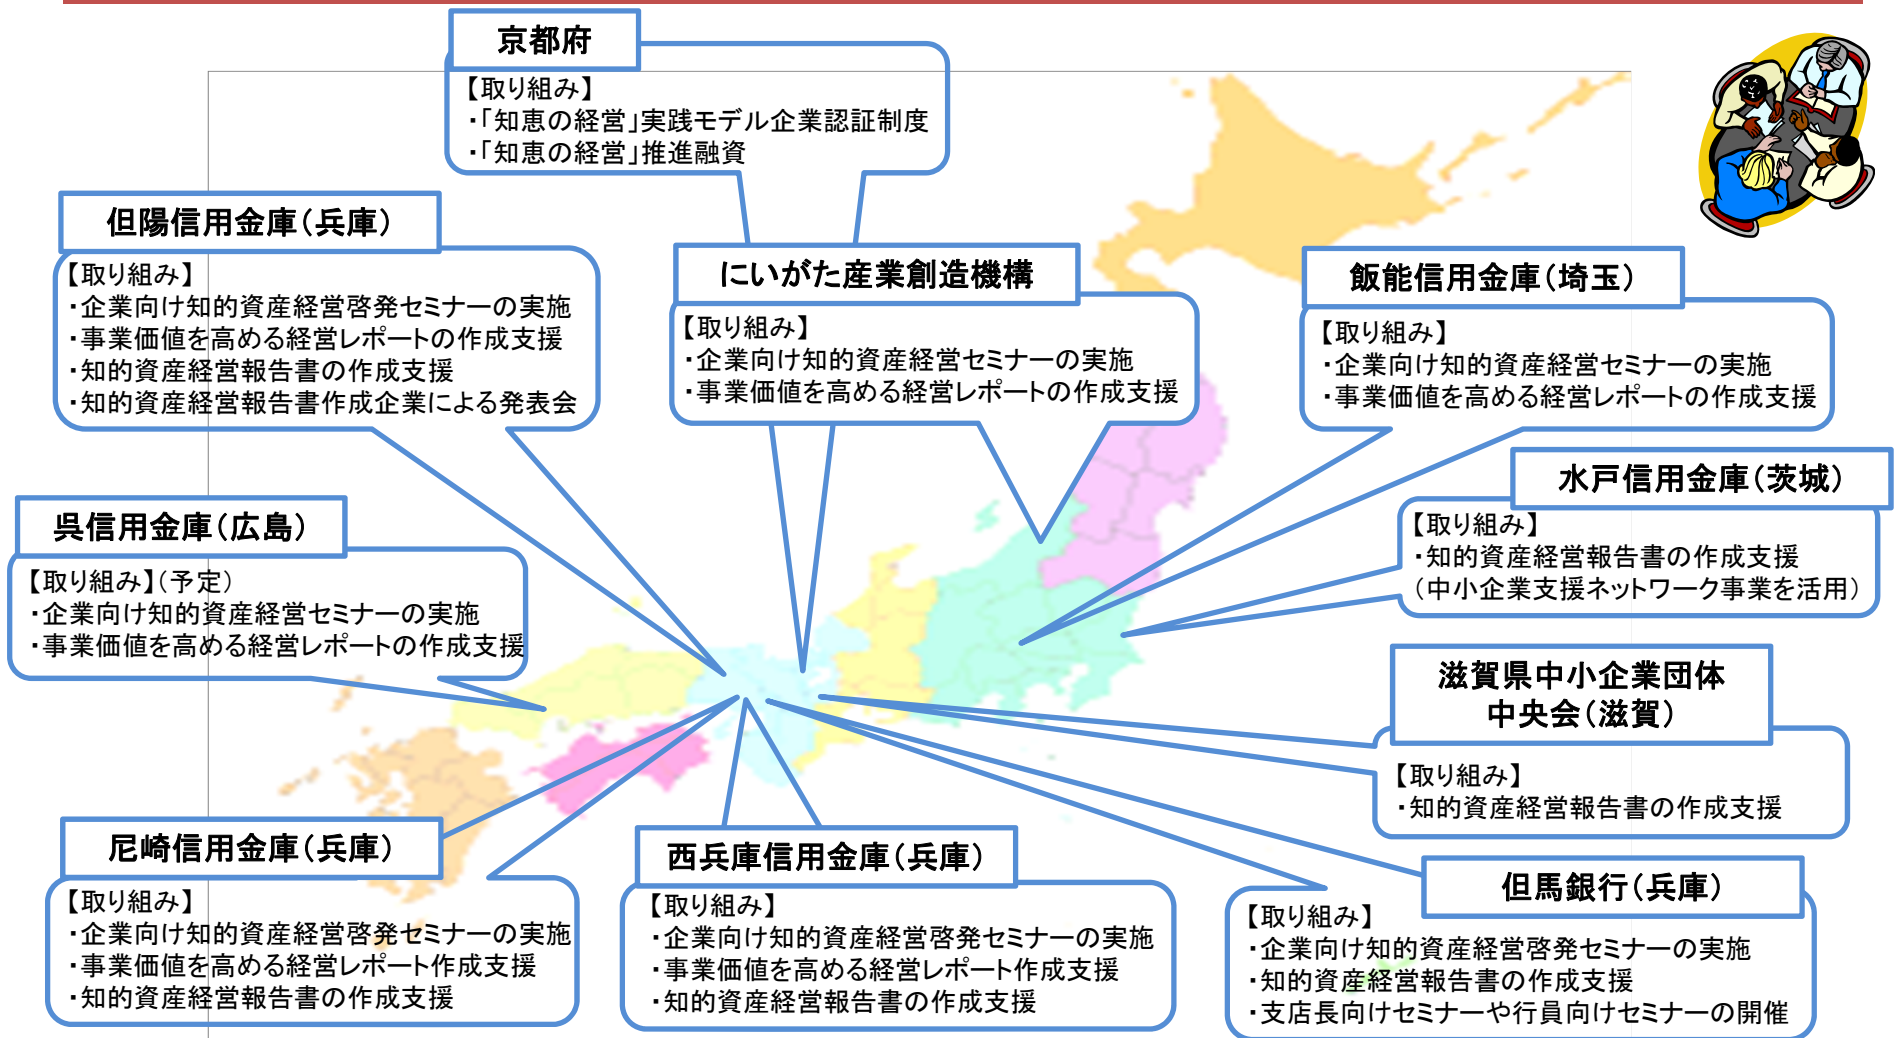 京都府
【取り組み】
・「知恵の経営」実践モデル企業認証制度
・「知恵の経営」推進融資
但陽信用金庫(兵庫)
【取り組み】
・企業向け知的資産経営啓発セミナーの実施
・事業価値を高める経営レポートの作成支援
・知的資産経営報告書の作成支援
・知的資産経営報告書作成企業による発表会
にいがた産業創造機構
【取り組み】
・企業向け知的資産経営セミナーの実施
・事業価値を高める経営レポートの作成支援
飯能信用金庫(埼玉)
【取り組み】
・企業向け知的資産経営セミナーの実施
・事業価値を高める経営レポートの作成支援
水戸信用金庫(茨城)
【取り組み】
・知的資産経営報告書の作成支援
(中小企業支援ネットワーク事業を活用)
呉信用金庫(広島)
【取り組み】(予定)
・企業向け知的資産経営セミナーの実施
・事業価値を高める経営レポートの作成支援
滋賀県中小企業団体
中央会(滋賀)
【取り組み】
・知的資産経営報告書の作成支援
尼崎信用金庫(兵庫)
【取り組み】
・企業向け知的資産経営啓発セミナーの実施
・事業価値を高める経営レポート作成支援
・知的資産経営報告書の作成支援
西兵庫信用金庫(兵庫)
【取り組み】
・企業向け知的資産経営啓発セミナーの実施
・事業価値を高める経営レポート作成支援
・知的資産経営報告書の作成支援
但馬銀行(兵庫)
【取り組み】
・企業向け知的資産経営啓発セミナーの実施
・知的資産経営報告書の作成支援
・支店長向けセミナーや行員向けセミナーの開催